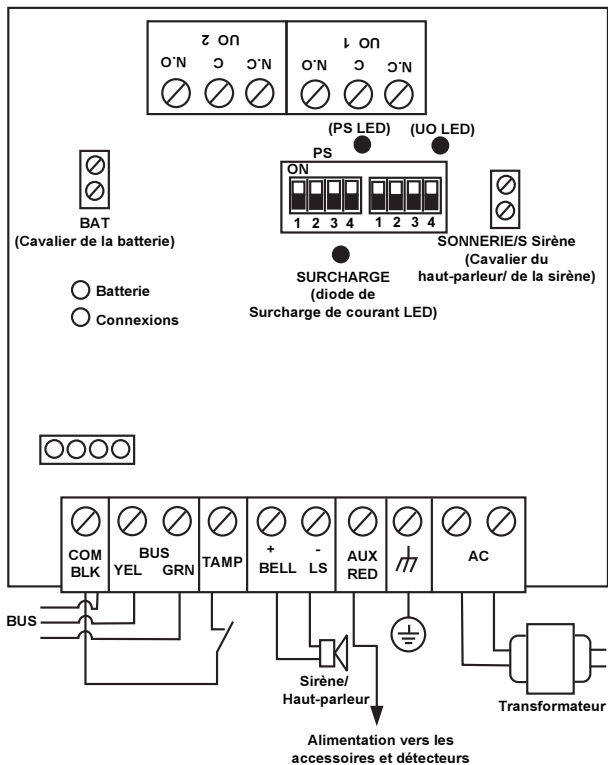 UO 2
UO 1
N.O C N.C
N.O C N.C
(PS LED)
(UO LED)
PS
ON
1 2 3 4
1 2 3 4
BAT
(Cavalier de la batterie)
SONNERIE/S Sirène
(Cavalier du
haut-parleur/ de la sirène)
SURCHARGE
(diode de
Surcharge de courant LED)
Batterie
Connexions
COM
BLK
BUS
YEL GRN
TAMP
+ -
BELL LS
AUX
RED
AC
BUS
Sirène/
Haut-parleur
Transformateur
Alimentation vers les
accessoires et détecteurs